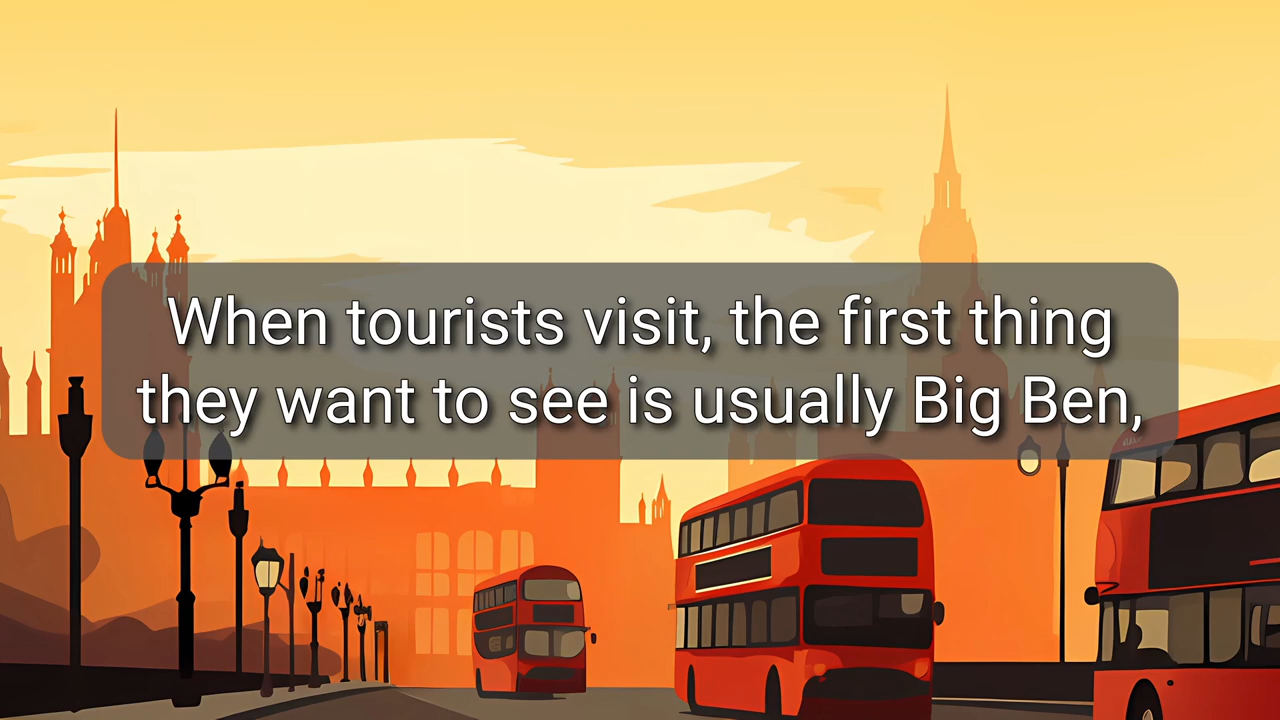 When tourists visit, the first thing
they want to see is usually Big Ben,